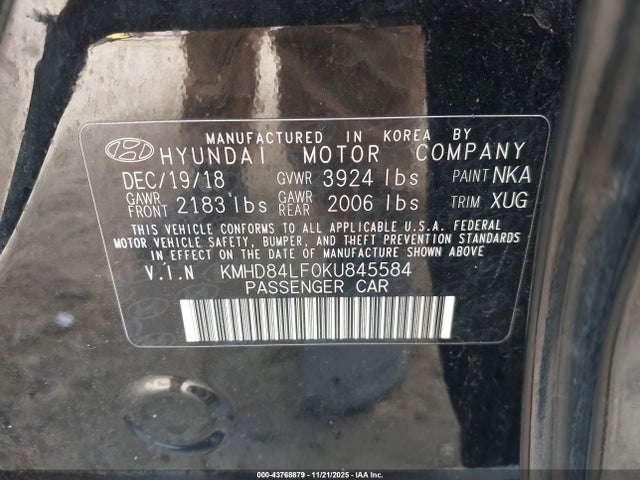 MANUFACTURED IN KOREA BY
HYUNDAI MOTOR COMPANY
DEC/19/18 GVWR 3924 lbs PAINT NKA
GAWR FRONT 2183 lbs GAWR REAR 2006 lbs TRIM XUG
THIS VEHICLE CONFORMS TO ALL APPLICABLE U.S.A. FEDERAL
MOTOR VEHICLE SAFETY, BUMPER, AND THEFT PREVENTION STANDARDS
IN EFFECT ON THE DATE OF MANUFACTURE SHOWN ABOVE
V.I.N KMHD84LF0KU845584
PASSENGER CAR
000-43768879 - 11/21/2025 - IAA Inc.